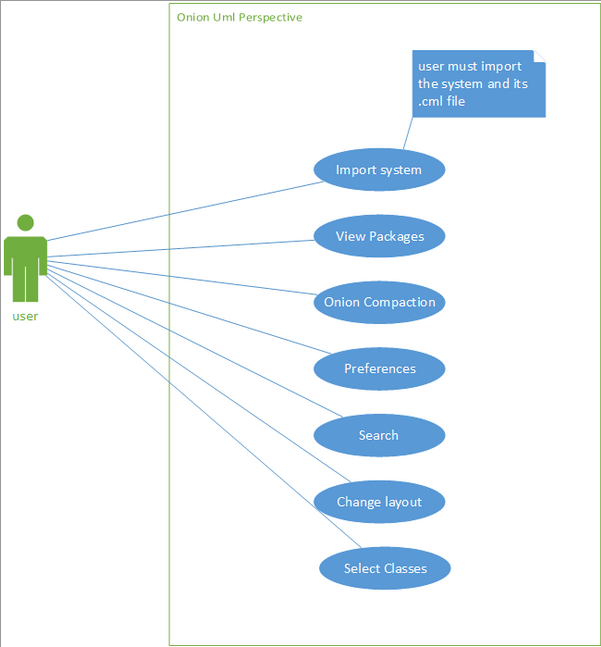 Onion Uml Perspective
user must import
the system and its
.cml file
Import system
View Packages
Onion Compaction
user
Preferences
Search
Change layout
Select Classes